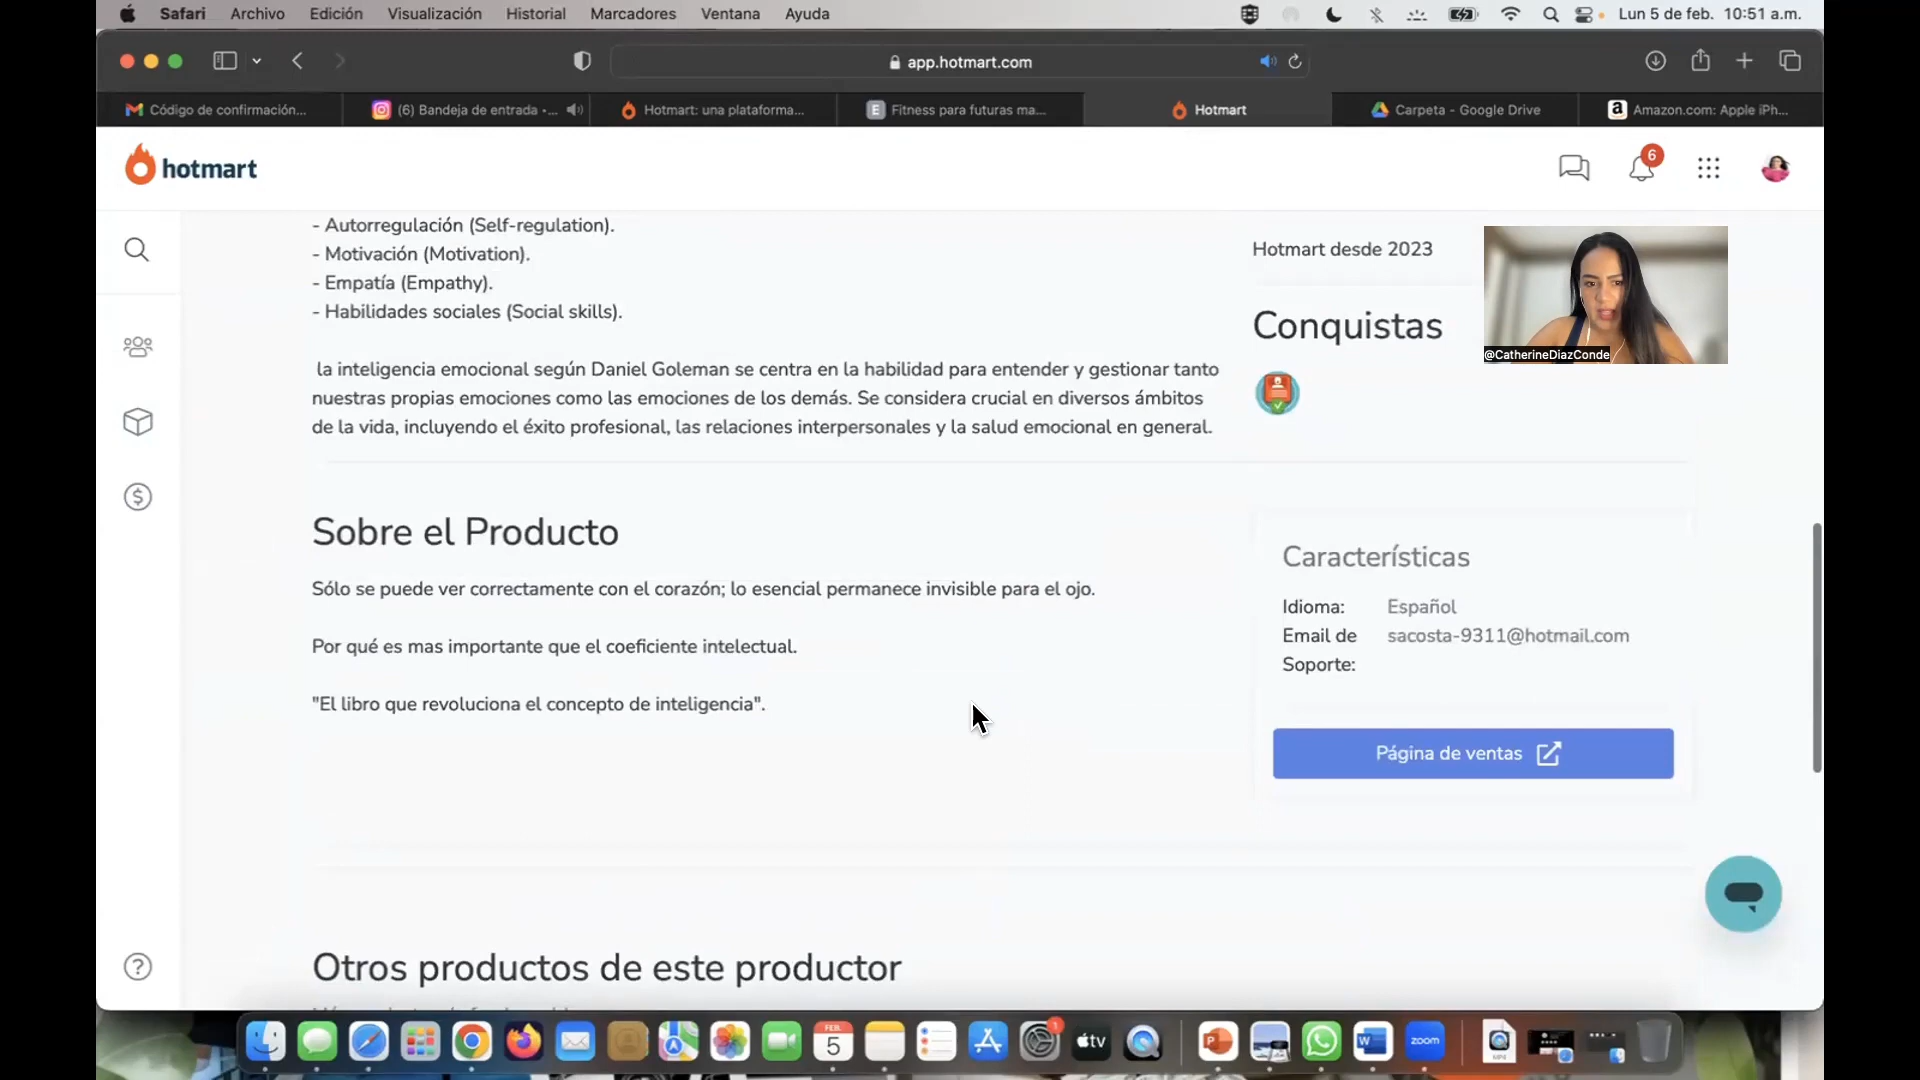 Safari Archivo Edición Visualización Historial Marcadores Ventana Ayuda
Lun 5 de feb. 10:51 a.m.
app.hotmart.com
Código de confirmación...
(6) Bandeja de entrada •...
Hotmart: una plataforma...
Fitness para futuras ma...
Hotmart
Carpeta - Google Drive
Amazon.com: Apple iPh...
hotmart
6
- Autorregulación (Self-regulation).
- Motivación (Motivation).
- Empatía (Empathy).
- Habilidades sociales (Social skills).
la inteligencia emocional según Daniel Goleman se centra en la habilidad para entender y gestionar tanto
nuestras propias emociones como las emociones de los demás. Se considera crucial en diversos ámbitos
de la vida, incluyendo el éxito profesional, las relaciones interpersonales y la salud emocional en general.
Hotmart desde 2023
Conquistas
@CatherineDiazConde
Sobre el Producto
Sólo se puede ver correctamente con el corazón; lo esencial permanece invisible para el ojo.
Por qué es mas importante que el coeficiente intelectual.
"El libro que revoluciona el concepto de inteligencia".
Características
Idioma: Español
Email de sacosta-9311@hotmail.com
Soporte:
Página de ventas
Otros productos de este productor
FEB.
5
1
tv
zoom